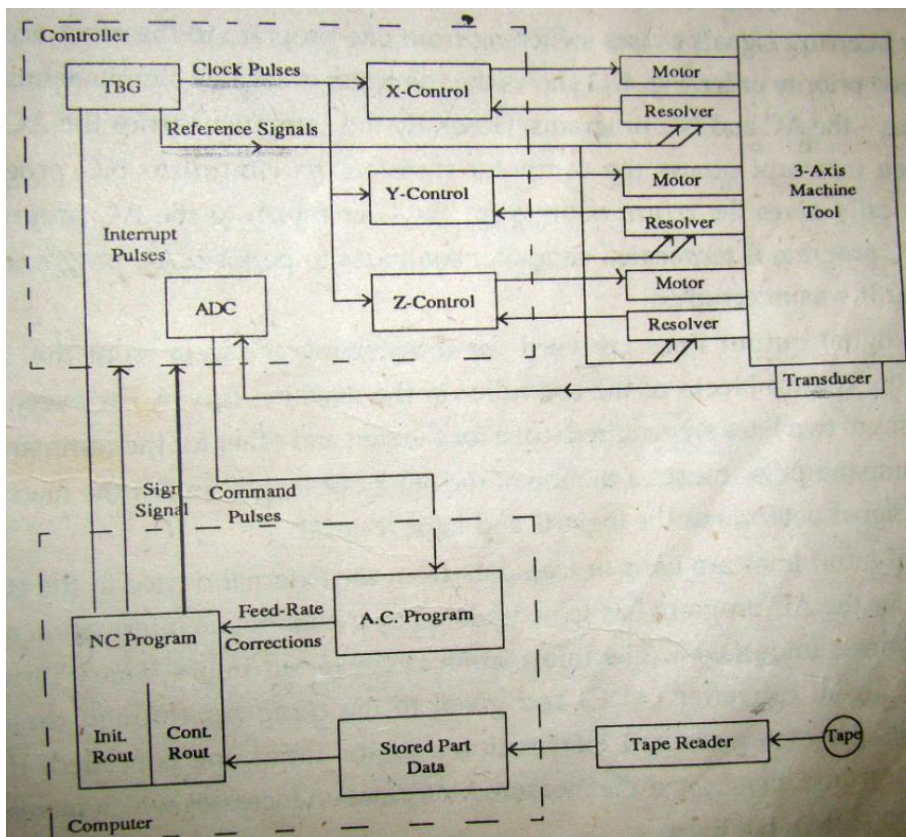 Controller
TBG
Clock Pulses
Reference Signals
X-Control
Y-Control
Z-Control
Motor
Resolver
Motor
Resolver
Motor
Resolver
3-Axis
Machine
Tool
Transducer
Interrupt
Pulses
ADC
Sign
Signal
Command
Pulses
NC Program
Feed-Rate
Corrections
A.C. Program
Init.
Rout
Cont.
Rout
Stored Part
Data
Tape Reader
Tape
Computer